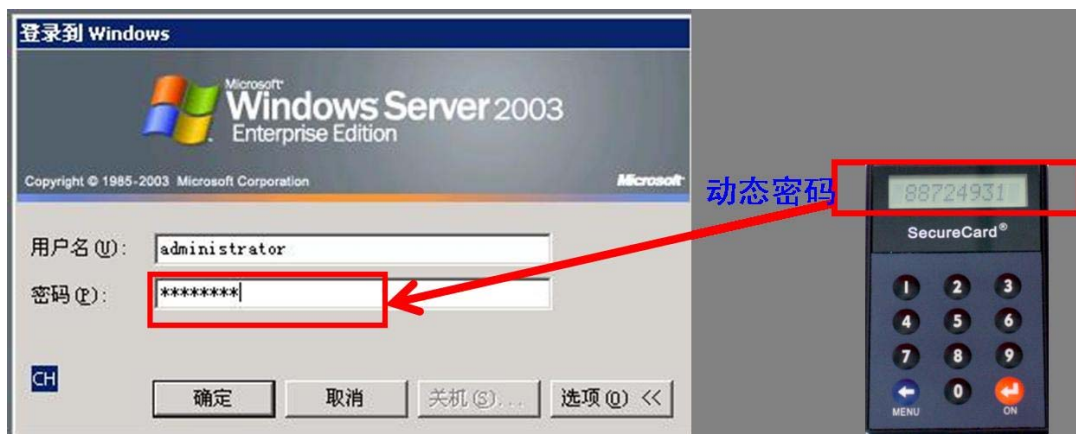 登录到 Windows
Microsoft
Windows Server 2003
Enterprise Edition
Copyright © 1985-2003 Microsoft Corporation
Microsoft
用户名(U):
administrator
密码(P):
********
CH
确定
取消
关机(S)...
选项(O) <<
动态密码
88724931
SecureCard®
1 2 3
4 5 6
7 8 9
0
MENU
ON